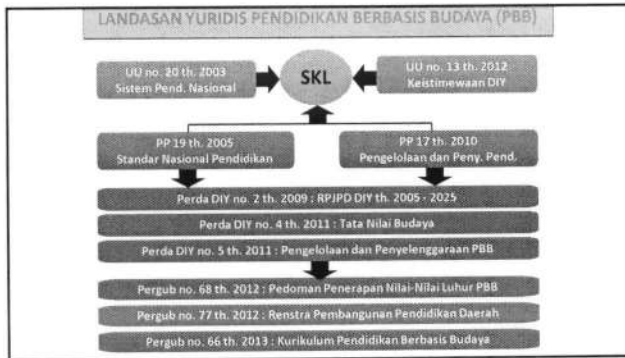 LANDASAN YURIDIS PENDIDIKAN BERBASIS BUDAYA (PBB)
UU no. 20 th. 2003
Sistem Pend. Nasional
SKL
UU no. 13 th. 2012
Keistimewaan DIY
PP 19 th. 2005
Standar Nasional Pendidikan
PP 17 th. 2010
Pengelolaan dan Peny. Pend.
Perda DIY no. 2 th. 2009 : RPJPD DIY th. 2005 - 2025
Perda DIY no. 4 th. 2011 : Tata Nilai Budaya
Perda DIY no. 5 th. 2011 : Pengelolaan dan Penyelenggaraan PBB
Pergub no. 68 th. 2012 : Pedoman Penerapan Nilai-Nilai Luhur PBB
Pergub no. 77 th. 2012 : Renstra Pembangunan Pendidikan Daerah
Pergub no. 66 th. 2013 : Kurikulum Pendidikan Berbasis Budaya